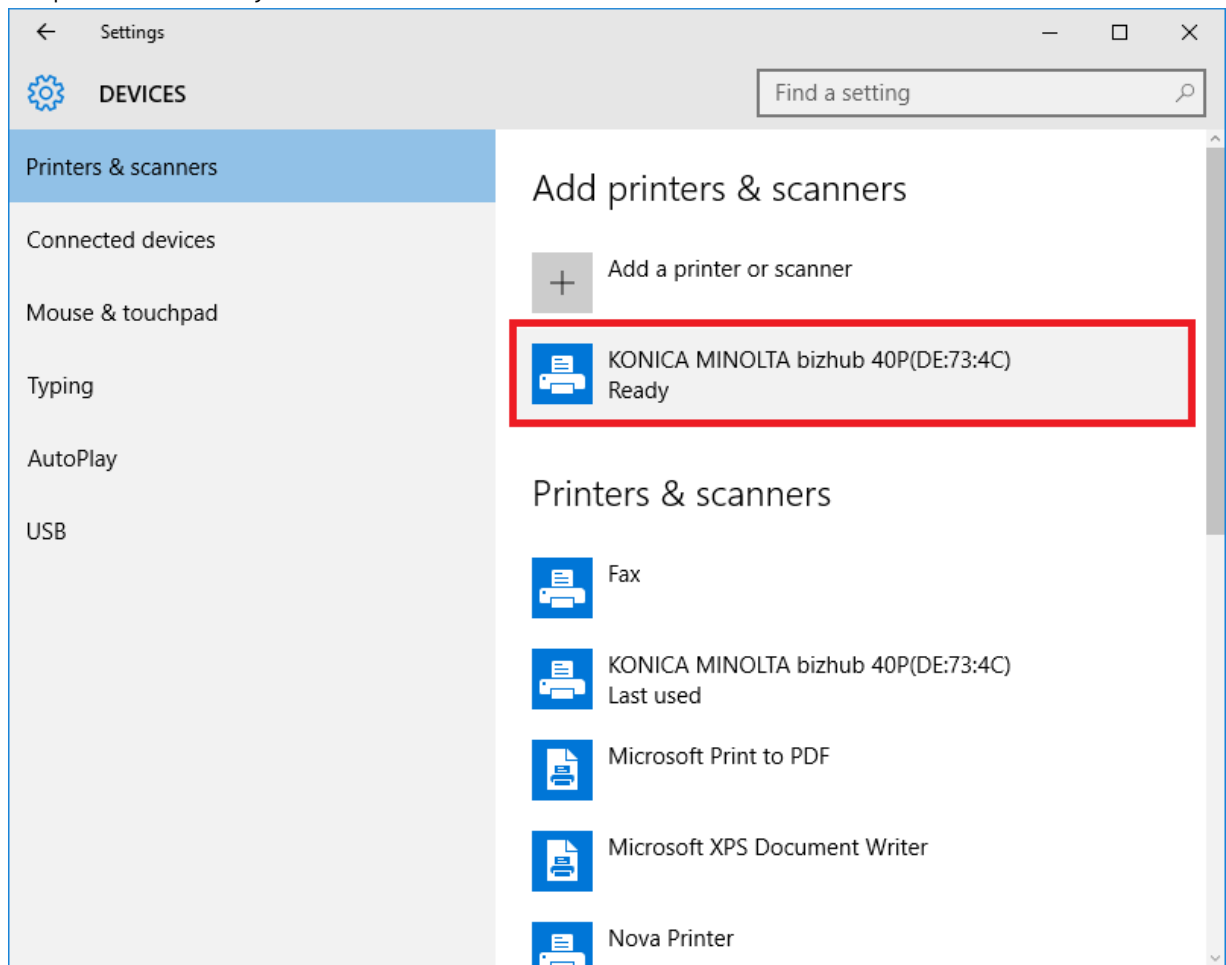 Settings
DEVICES
Find a setting
Printers & scanners
Connected devices
Mouse & touchpad
Typing
AutoPlay
USB
Add printers & scanners
Add a printer or scanner
KONICA MINOLTA bizhub 40P(DE:73:4C)
Ready
Printers & scanners
Fax
KONICA MINOLTA bizhub 40P(DE:73:4C)
Last used
Microsoft Print to PDF
Microsoft XPS Document Writer
Nova Printer